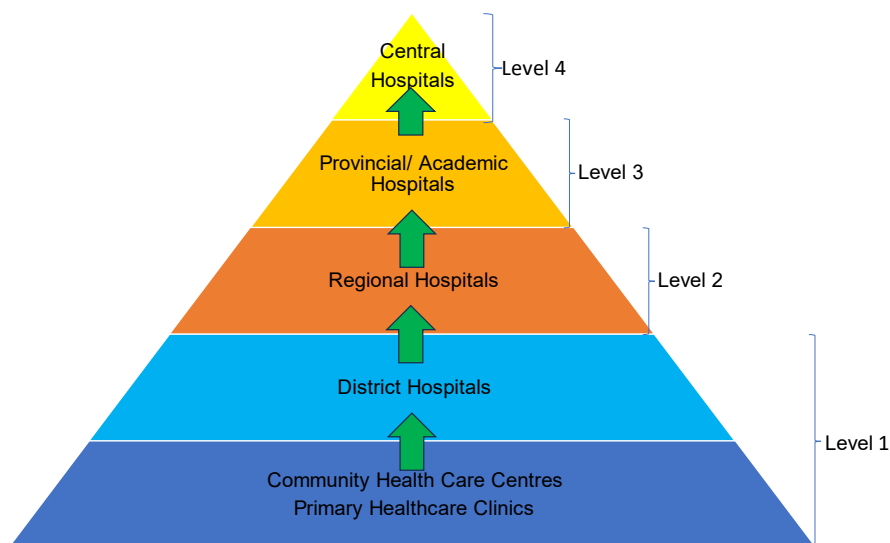 Central
Hospitals
Level 4
Provincial/ Academic
Hospitals
Level 3
Regional Hospitals
Level 2
District Hospitals
Level 1
Community Health Care Centres
Primary Healthcare Clinics